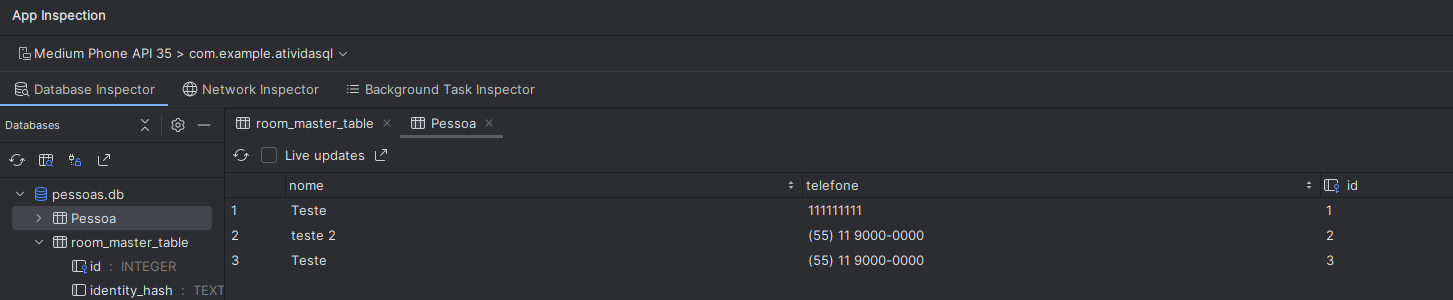 App Inspection
Medium Phone API 35 > com.example.atividasql
Database Inspector Network Inspector Background Task Inspector
Databases
room_master_table Pessoa
Live updates
pessoas.db
Pessoa
room_master_table
id : INTEGER
identity_hash : TEXT
nome telefone id
1 Teste 111111111 1
2 teste 2 (55) 11 9000-0000 2
3 Teste (55) 11 9000-0000 3